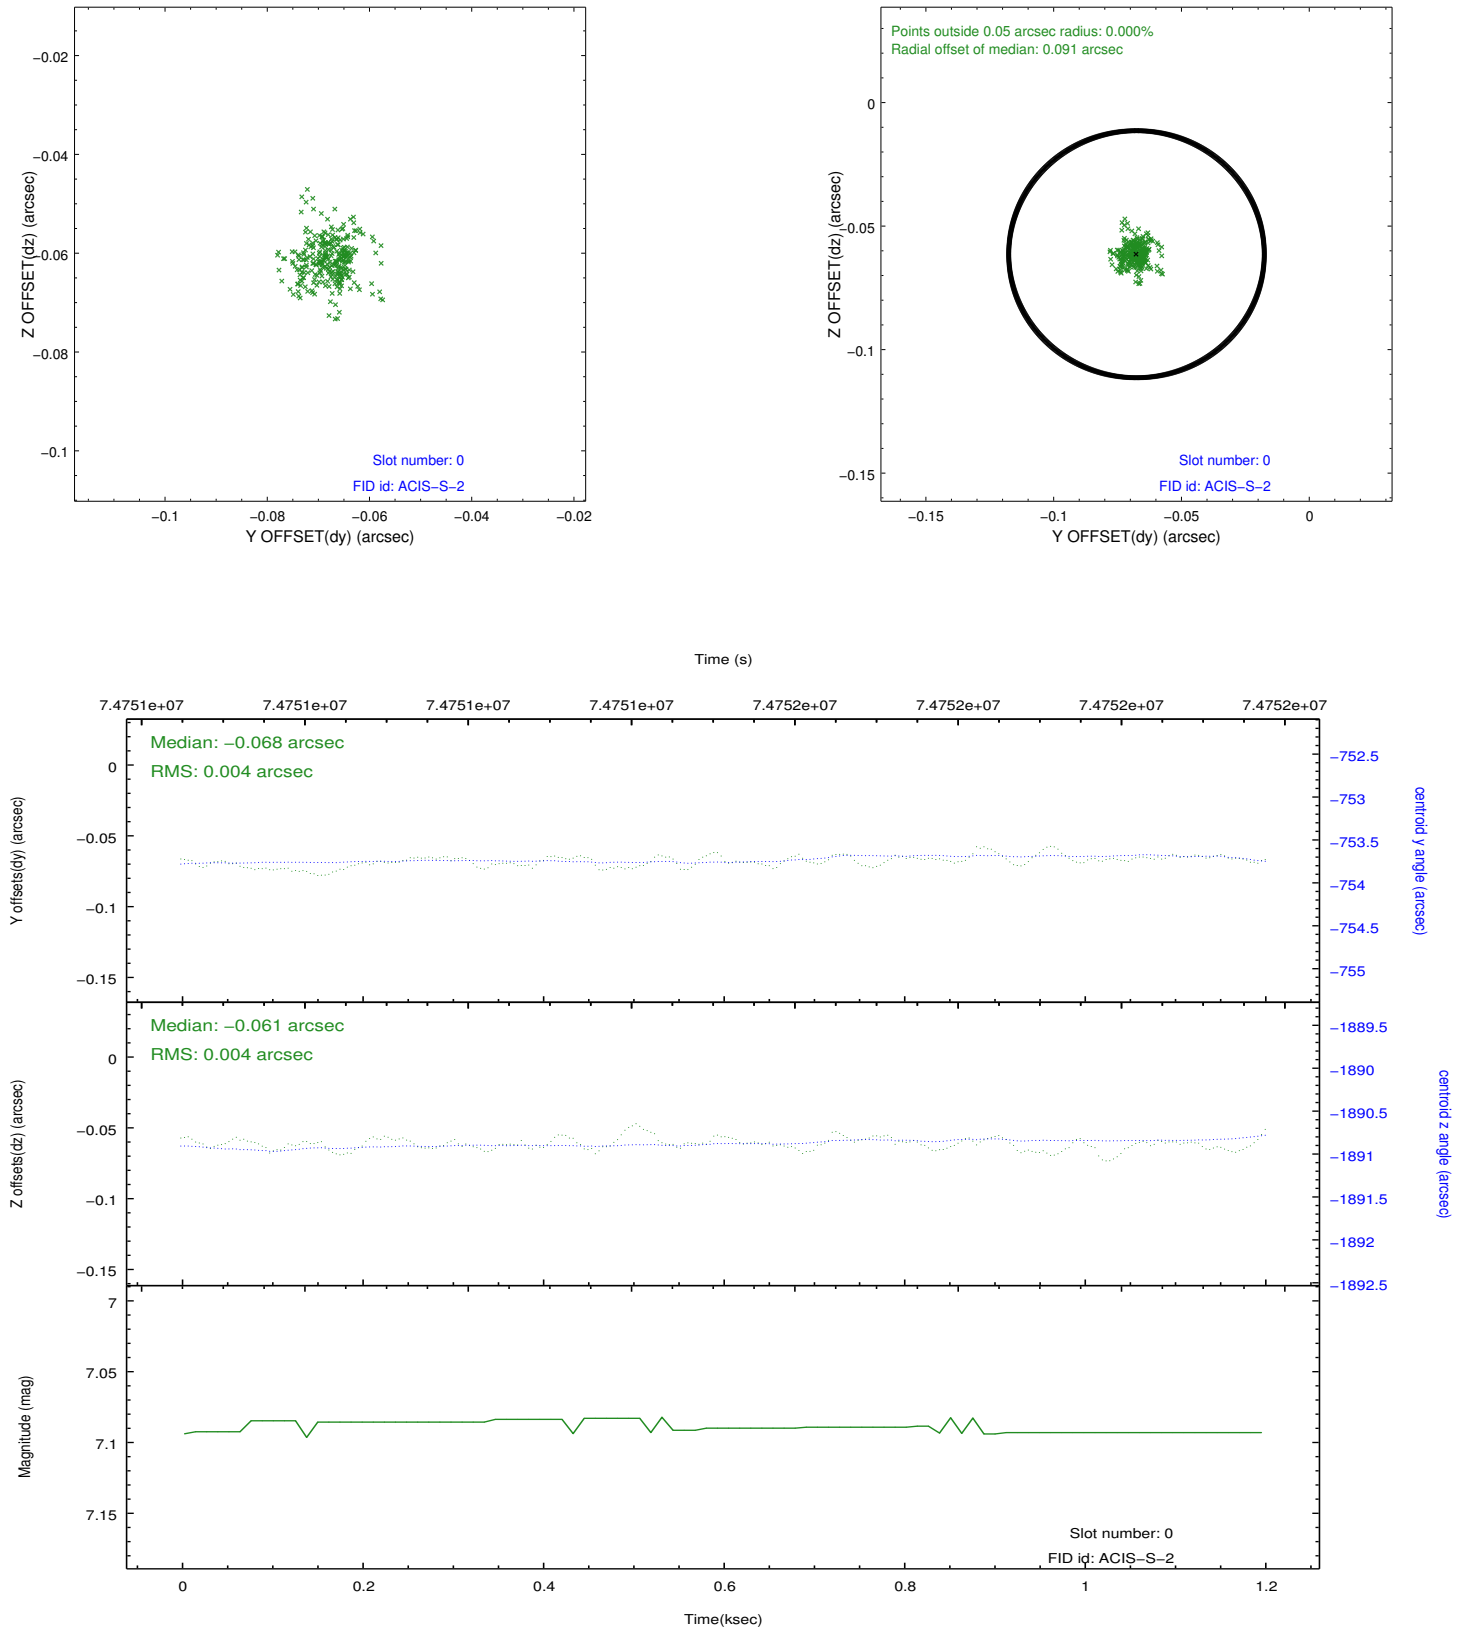 Z OFFSET(dz) (arcsec)
−0.02
−0.04
−0.06
−0.08
−0.1
Slot number: 0
FID id: ACIS−S−2
−0.1 −0.08 −0.06 −0.04 −0.02
Y OFFSET(dy) (arcsec)
Points outside 0.05 arcsec radius: 0.000%
Radial offset of median: 0.091 arcsec
Z OFFSET(dz) (arcsec)
0
−0.05
−0.1
−0.15
Slot number: 0
FID id: ACIS−S−2
−0.15 −0.1 −0.05 0
Y OFFSET(dy) (arcsec)
Time (s)
7.4751e+07 7.4751e+07 7.4751e+07 7.4751e+07 7.4752e+07 7.4752e+07 7.4752e+07 7.4752e+07
Median: −0.068 arcsec
RMS: 0.004 arcsec
Y offsets(dy) (arcsec)
0
−0.05
−0.1
−0.15
−752.5
−753
−753.5
−754
−754.5
−755
centroid y angle (arcsec)
Median: −0.061 arcsec
RMS: 0.004 arcsec
Z offsets(dz) (arcsec)
0
−0.05
−0.1
−0.15
−1889.5
−1890
−1890.5
−1891
−1891.5
−1892
−1892.5
centroid z angle (arcsec)
Magnitude (mag)
7
7.05
7.1
7.15
Slot number: 0
FID id: ACIS−S−2
0 0.2 0.4 0.6 0.8 1 1.2
Time(ksec)